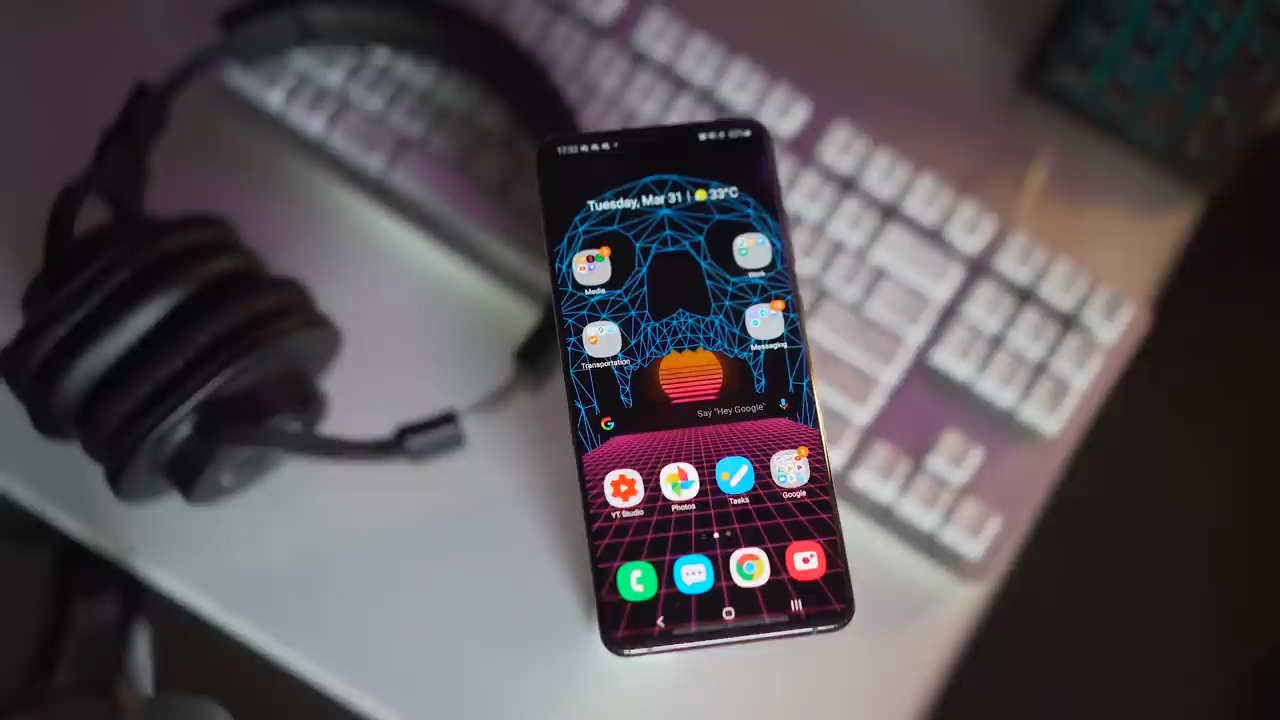 Tuesday, Mar 31 | 33°C
Media
Work
Transportation
Messaging
G Say "Hey Google"
YT Studio
Photos
Tasks
Google